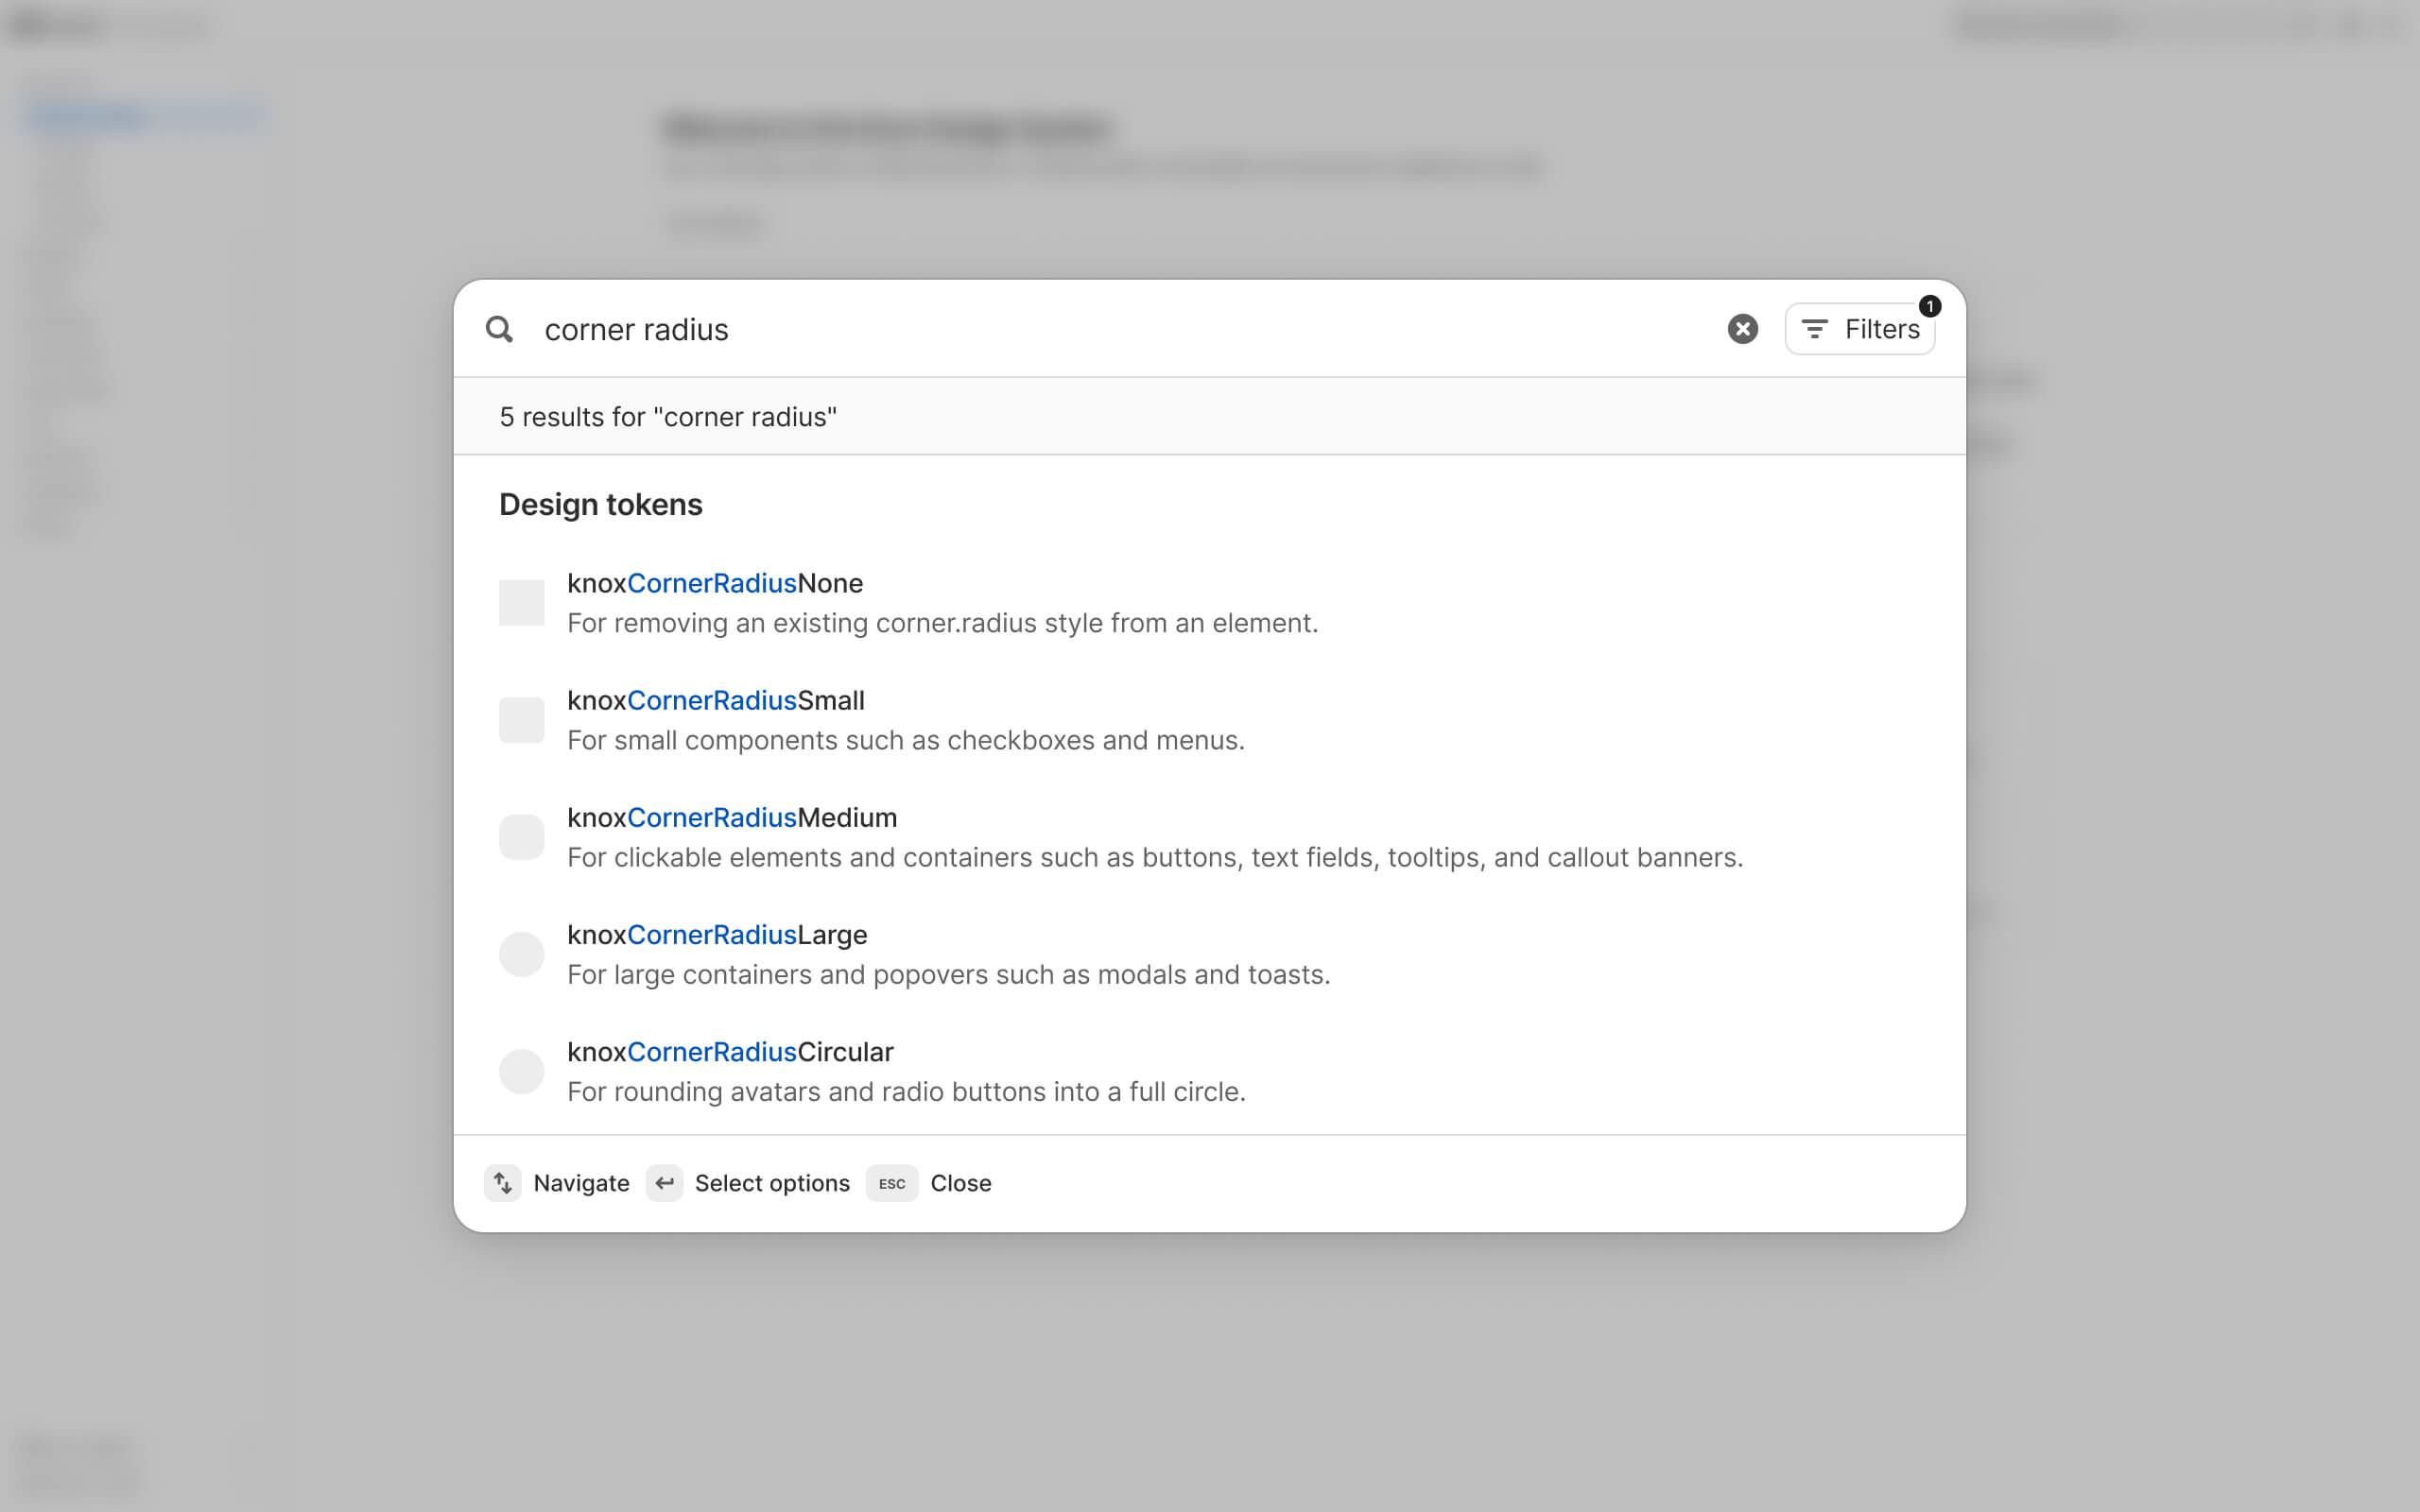 corner radius
Filters
1
5 results for "corner radius"
Design tokens
knoxCornerRadiusNone
For removing an existing corner.radius style from an element.
knoxCornerRadiusSmall
For small components such as checkboxes and menus.
knoxCornerRadiusMedium
For clickable elements and containers such as buttons, text fields, tooltips, and callout banners.
knoxCornerRadiusLarge
For large containers and popovers such as modals and toasts.
knoxCornerRadiusCircular
For rounding avatars and radio buttons into a full circle.
Navigate Select options ESC Close